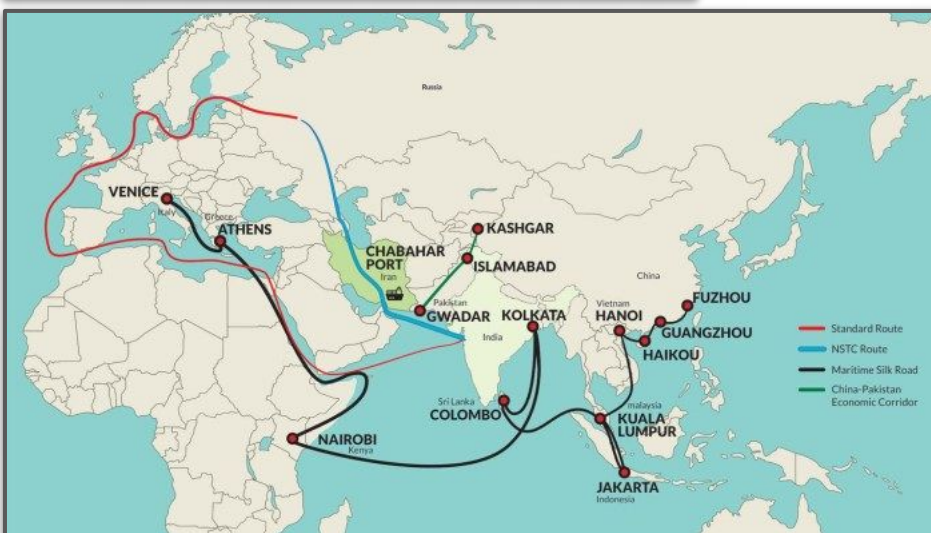 Russia
VENICE
Italy
Greece
ATHENS
KASHGAR
CHABAHAR
PORT
Iran
ISLAMABAD
China
Pakistan
GWADAR
KOLKATA
India
Vietnam
HANOI
FUZHOU
GUANGZHOU
HAIKOU
Sri Lanka
COLOMBO
malaysia
KUALA
LUMPUR
NAIROBI
Kenya
JAKARTA
Indonesia
Standard Route
NSTC Route
Maritime Silk Road
China-Pakistan
Economic Corridor